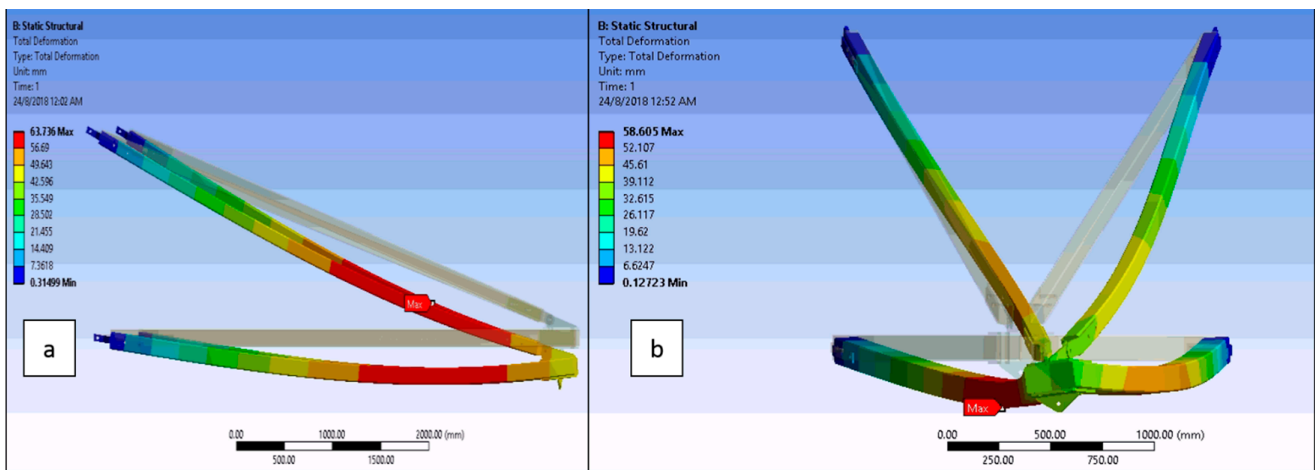 B: Static Structural
Total Deformation
Type: Total Deformation
Unit: mm
Time: 1
24/8/2018 12:02 AM
63.736 Max
56.69
49.643
42.596
35.549
28.502
21.455
14.409
7.3618
0.31499 Min
Max
a
0.00 1000.00 2000.00 (mm)
500.00 1500.00
B: Static Structural
Total Deformation
Type: Total Deformation
Unit: mm
Time: 1
24/8/2018 12:52 AM
58.605 Max
52.107
45.61
39.112
32.615
26.117
19.62
13.122
6.6247
0.12723 Min
b
Max
0.00 500.00 1000.00 (mm)
250.00 750.00